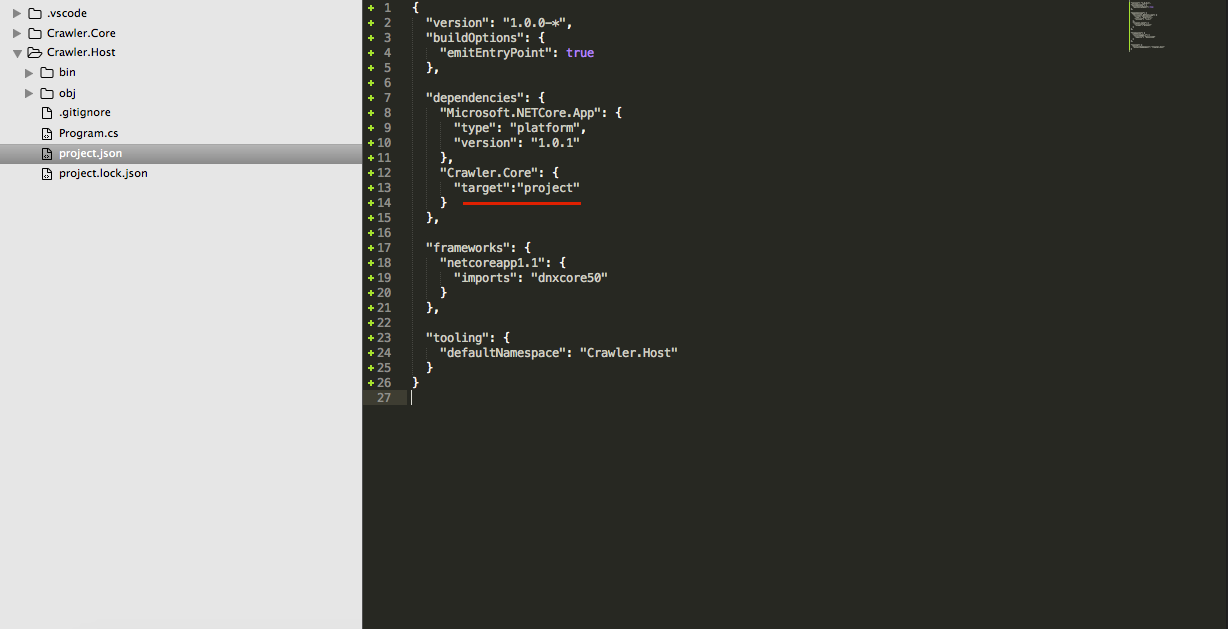 .vscode
Crawler.Core
Crawler.Host
bin
obj
.gitignore
Program.cs
project.json
project.lock.json
1 {
2 "version": "1.0.0-*",
3 "buildOptions": {
4 "emitEntryPoint": true
5 },
6
7 "dependencies": {
8 "Microsoft.NETCore.App": {
9 "type": "platform",
10 "version": "1.0.1"
11 },
12 "Crawler.Core": {
13 "target":"project"
14 }
15 },
16
17 "frameworks": {
18 "netcoreapp1.1": {
19 "imports": "dnxcore50"
20 }
21 },
22
23 "tooling": {
24 "defaultNamespace": "Crawler.Host"
25 }
26 }
27